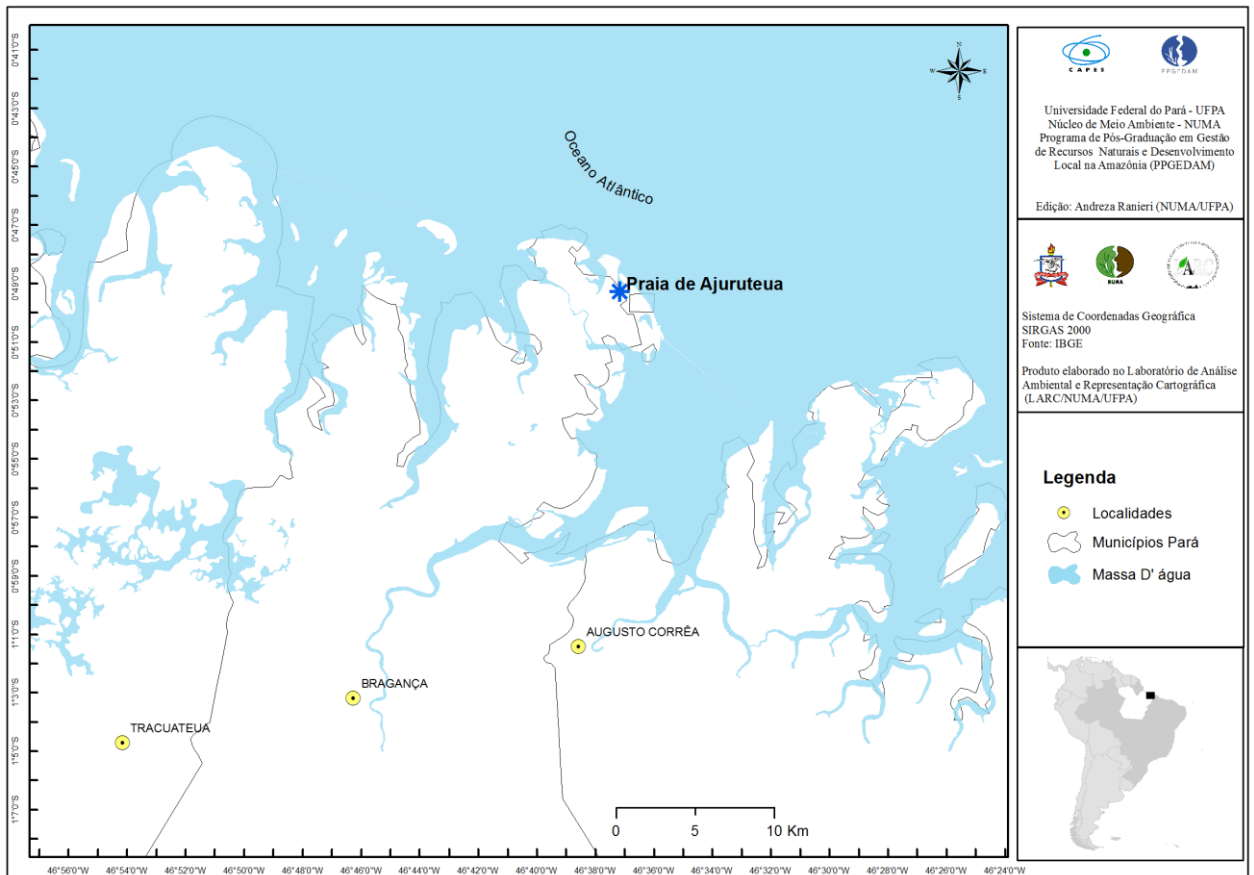 0°41'0"S
0°43'0"S
0°45'0"S
0°47'0"S
0°49'0"S
0°51'0"S
0°53'0"S
0°55'0"S
0°57'0"S
0°59'0"S
1°1'0"S
1°3'0"S
1°5'0"S
1°7'0"S
N
W
E
S
Oceano Atlântico
Praia de Ajuruteua
AUGUSTO CORRÊA
BRAGANÇA
TRACUATEUA
0
5
10 Km
46°56'0"W
46°54'0"W
46°52'0"W
46°50'0"W
46°48'0"W
46°46'0"W
46°44'0"W
46°42'0"W
46°40'0"W
46°38'0"W
46°36'0"W
46°34'0"W
46°32'0"W
46°30'0"W
46°28'0"W
46°26'0"W
46°24'0"W
CAPES
PPGEDAM
Universidade Federal do Pará - UFPA
Núcleo de Meio Ambiente - NUMA
Programa de Pós-Graduação em Gestão
de Recursos Naturais e Desenvolvimento
Local na Amazónia (PPGEDAM)
Edição: Andreza Ranieri (NUMA/UFPA)
NUMA
LARC
Sistema de Coordenadas Geográfica
SIRGAS 2000
Fonte: IBGE
Produto elaborado no Laboratório de Análise
Ambiental e Representação Cartográfica
(LARC/NUMA/UFPA)
Legenda
Localidades
Municípios Pará
Massa D' água